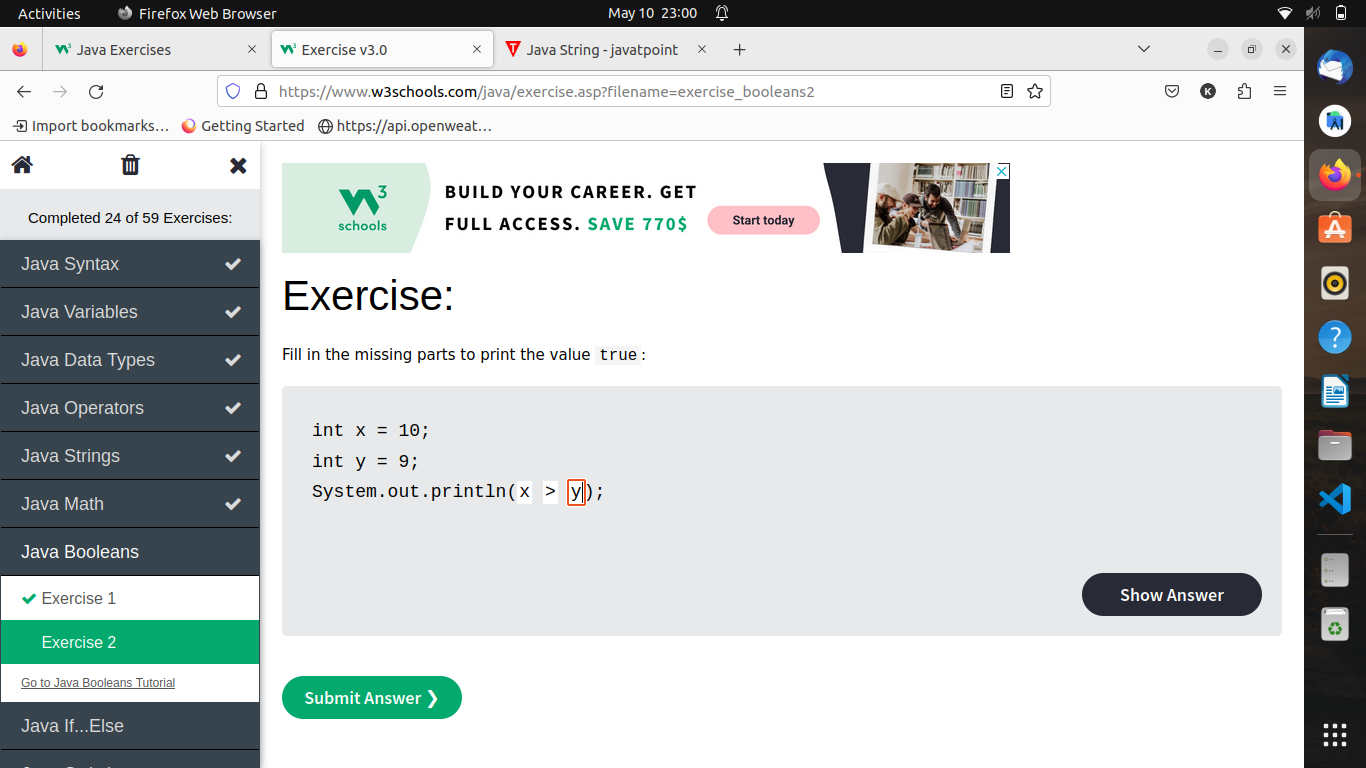 Activities
Firefox Web Browser
May 10 23:00
Java Exercises
Exercise v3.0
Java String - javatpoint
https://www.w3schools.com/java/exercise.asp?filename=exercise_booleans2
K
Import bookmarks…
Getting Started
https://api.openweat…
Completed 24 of 59 Exercises:
Java Syntax
Java Variables
Java Data Types
Java Operators
Java Strings
Java Math
Java Booleans
Exercise 1
Exercise 2
Go to Java Booleans Tutorial
Java If...Else
W3
schools
BUILD YOUR CAREER. GET
FULL ACCESS. SAVE 770$
Start today
Exercise:
Fill in the missing parts to print the value true:
int x = 10;
int y = 9;
System.out.println(x > y);
Show Answer
Submit Answer ❯